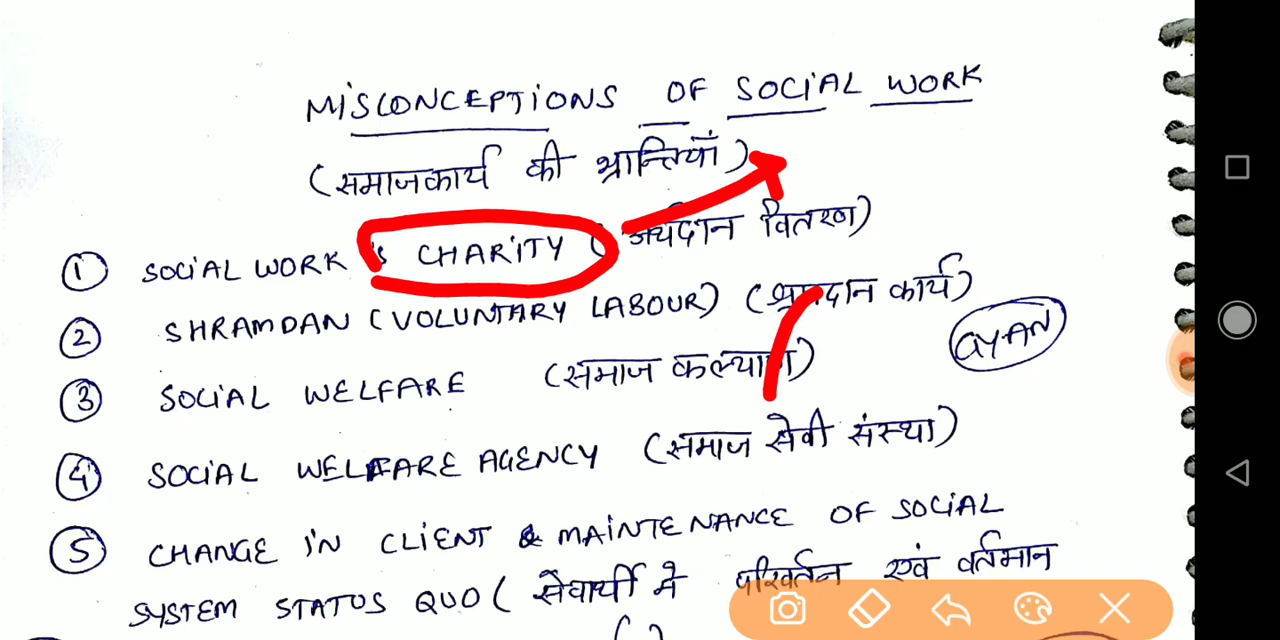 MISCONCEPTIONS OF SOCIAL WORK
(समाजकार्य की भ्रान्तियाँ)
① SOCIAL WORK CHARITY ( वितरण)
② SHRAMDAN (VOLUNTARY LABOUR) (श्रमदान कार्य)
GYAN
③ SOCIAL WELFARE (समाज कल्याण)
④ SOCIAL WELFARE AGENCY (समाज सेवी संस्था)
⑤ CHANGE IN CLIENT & MAINTENANCE OF SOCIAL
SYSTEM STATUS QUO (सेवार्थी में परिवर्तन एवं वर्तमान